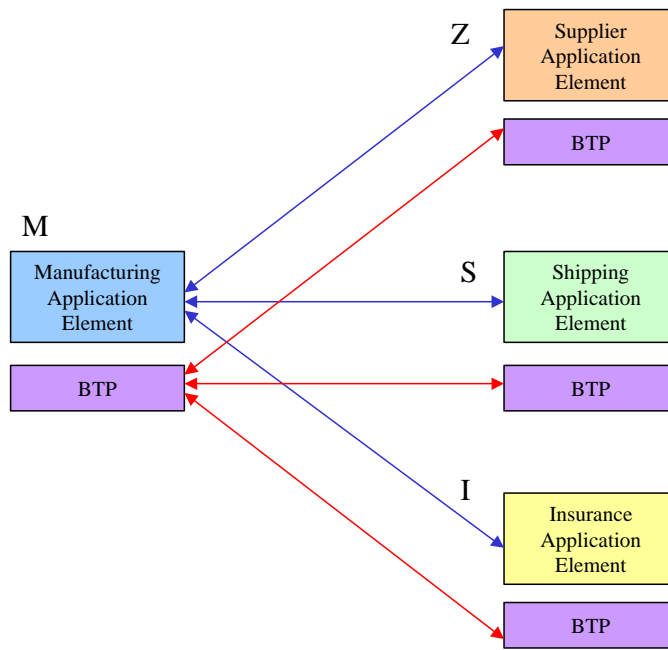 Z
Supplier
Application
Element
BTP
M
Manufacturing
Application
Element
BTP
S
Shipping
Application
Element
BTP
I
Insurance
Application
Element
BTP